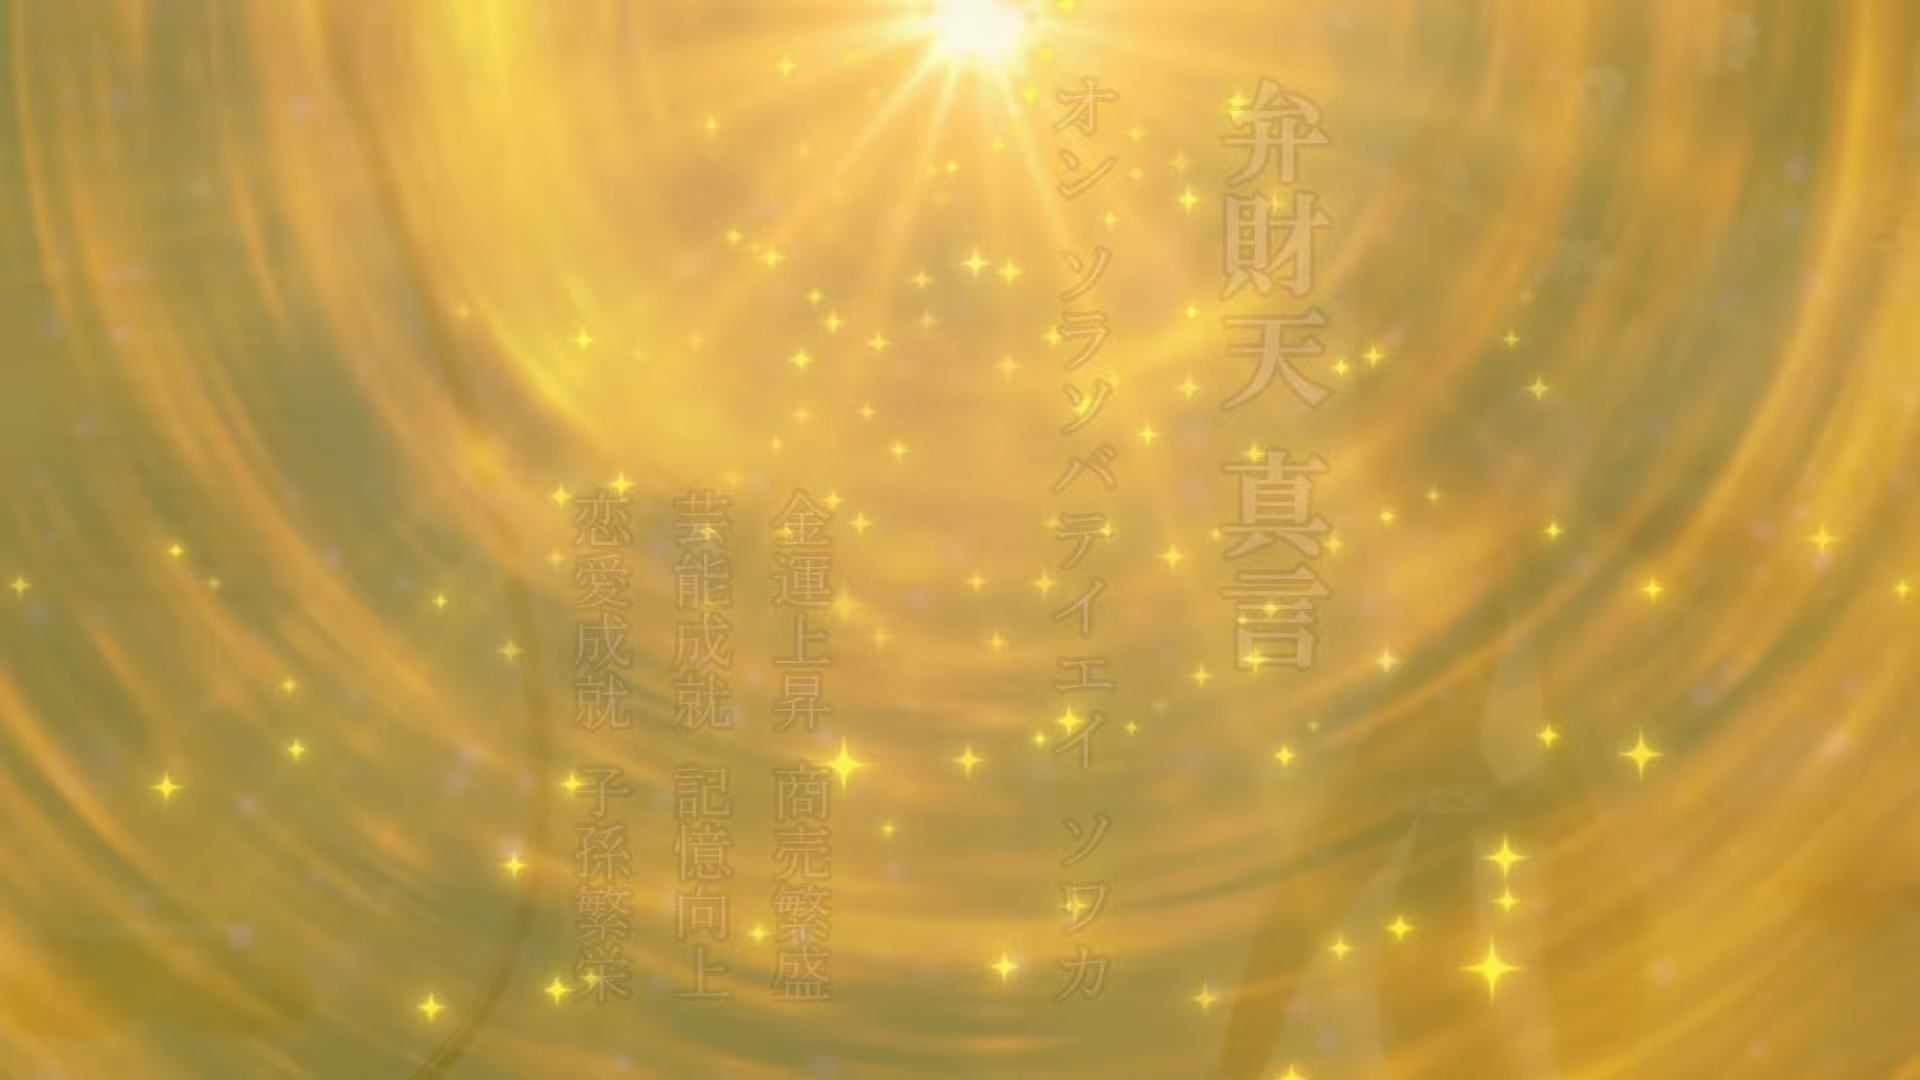 弁財天 真言
オン ソラソバテイエイ ソワカ
金運上昇 商売繁盛
芸能成就 記憶向上
恋愛成就 子孫繁栄